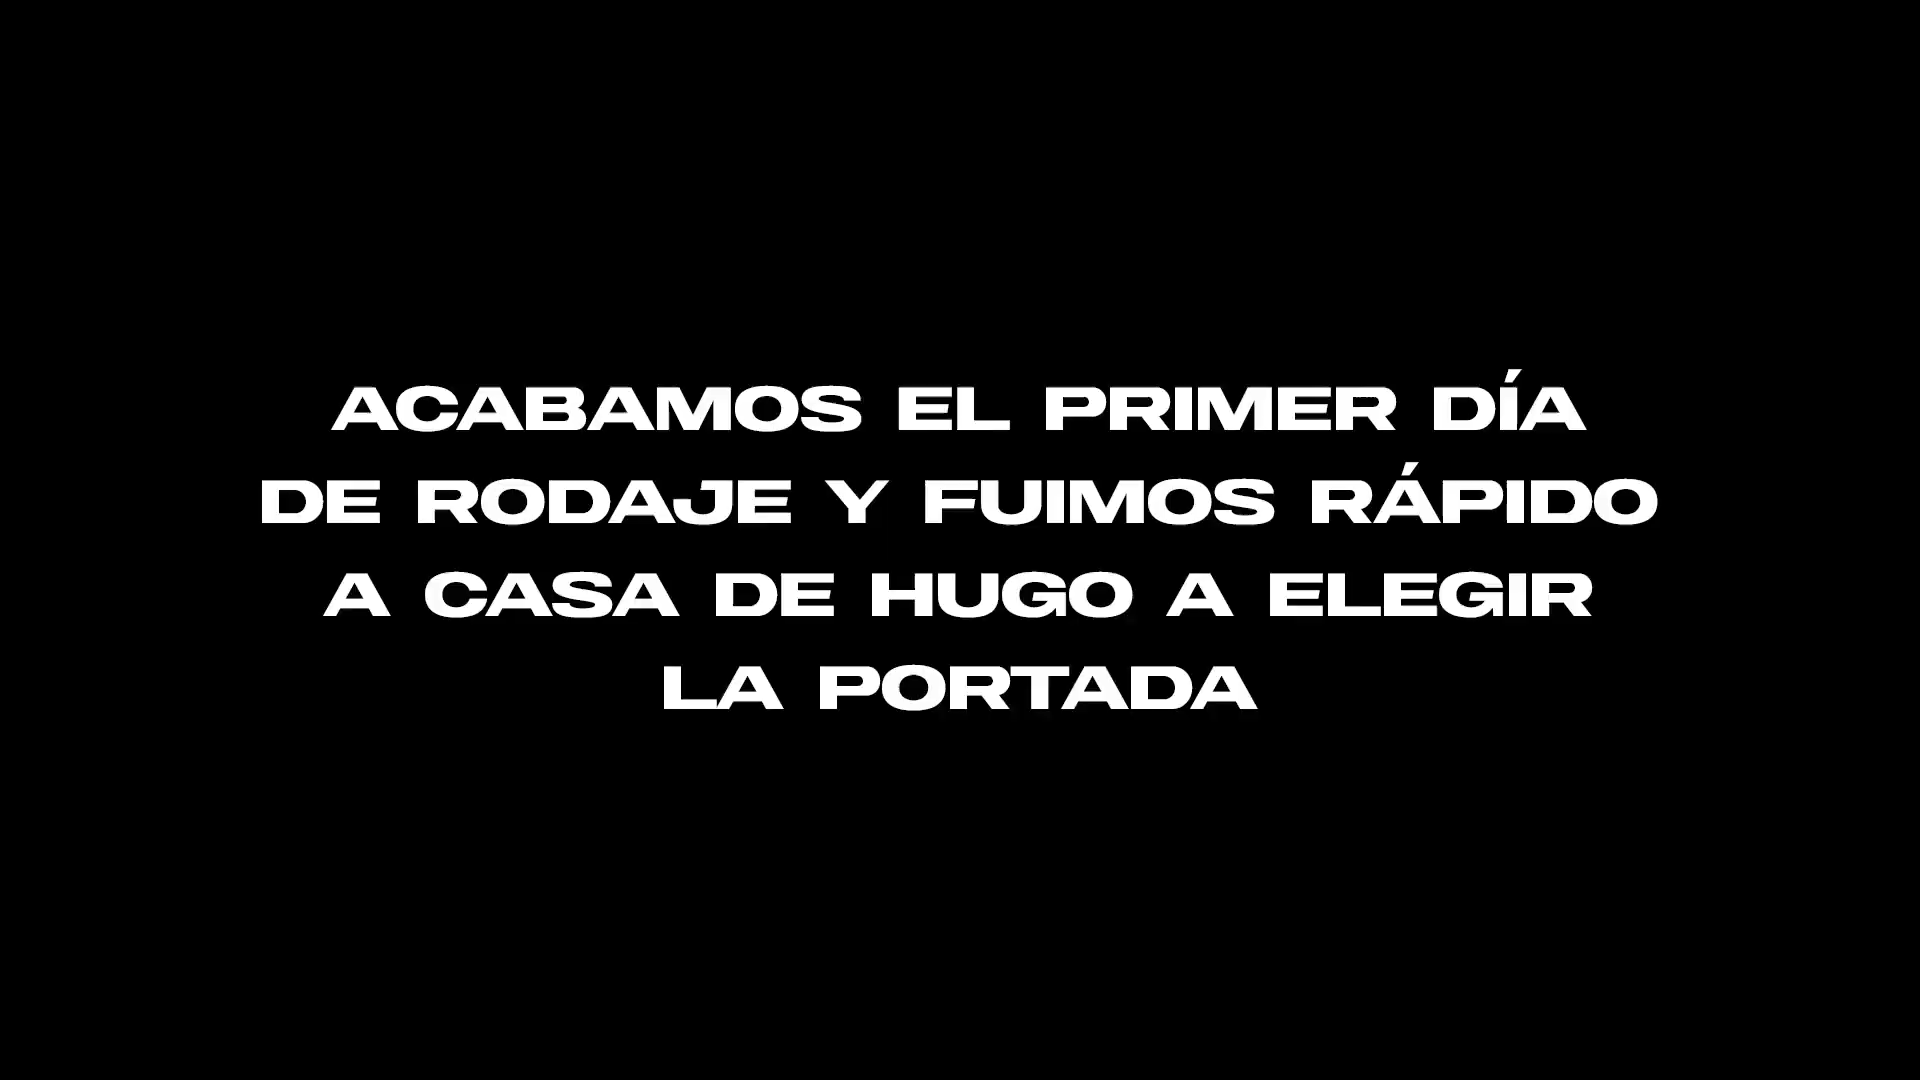 ACABAMOS EL PRIMER DÍA
DE RODAJE Y FUIMOS RÁPIDO
A CASA DE HUGO A ELEGIR
LA PORTADA